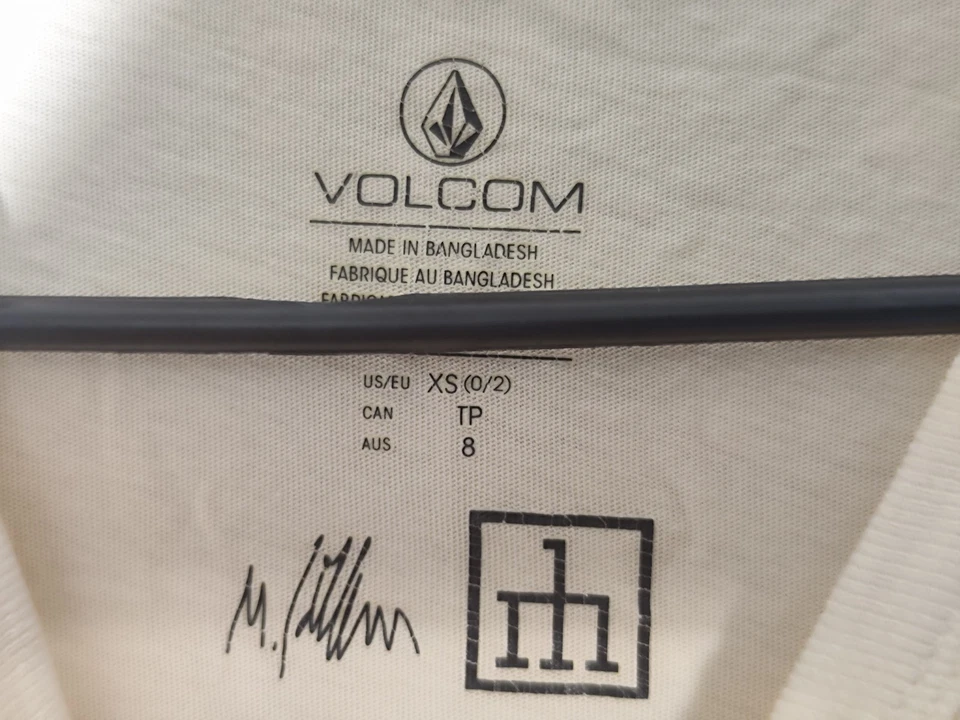 VOLCOM
MADE IN BANGLADESH
FABRIQUE AU BANGLADESH
US/EU XS (0/2)
CAN TP
AUS 8